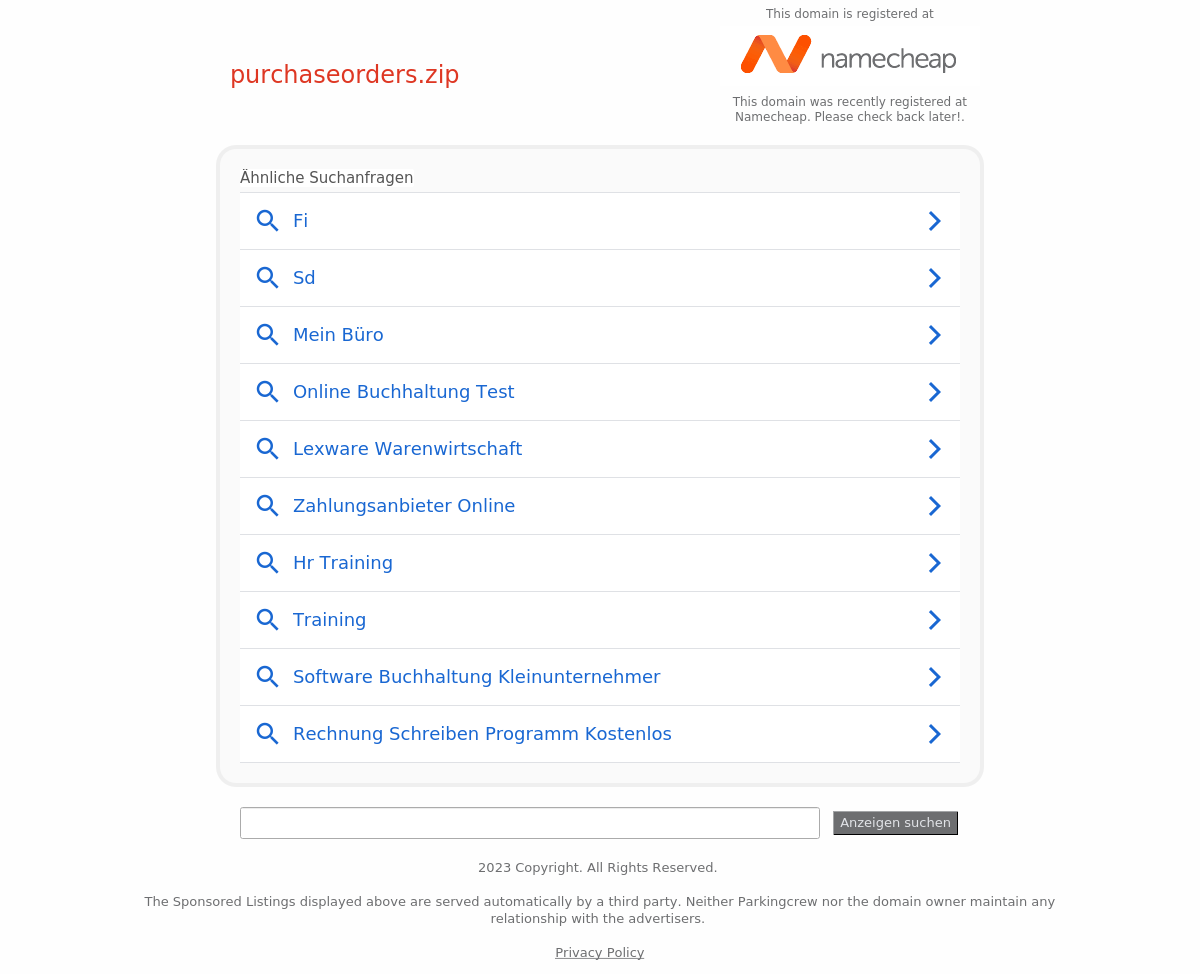 This domain is registered at
namecheap
purchaseorders.zip
This domain was recently registered at
Namecheap. Please check back later!.
Ähnliche Suchanfragen
Fi
Sd
Mein Büro
Online Buchhaltung Test
Lexware Warenwirtschaft
Zahlungsanbieter Online
Hr Training
Training
Software Buchhaltung Kleinunternehmer
Rechnung Schreiben Programm Kostenlos
Anzeigen suchen
2023 Copyright. All Rights Reserved.
The Sponsored Listings displayed above are served automatically by a third party. Neither Parkingcrew nor the domain owner maintain any
relationship with the advertisers.
Privacy Policy